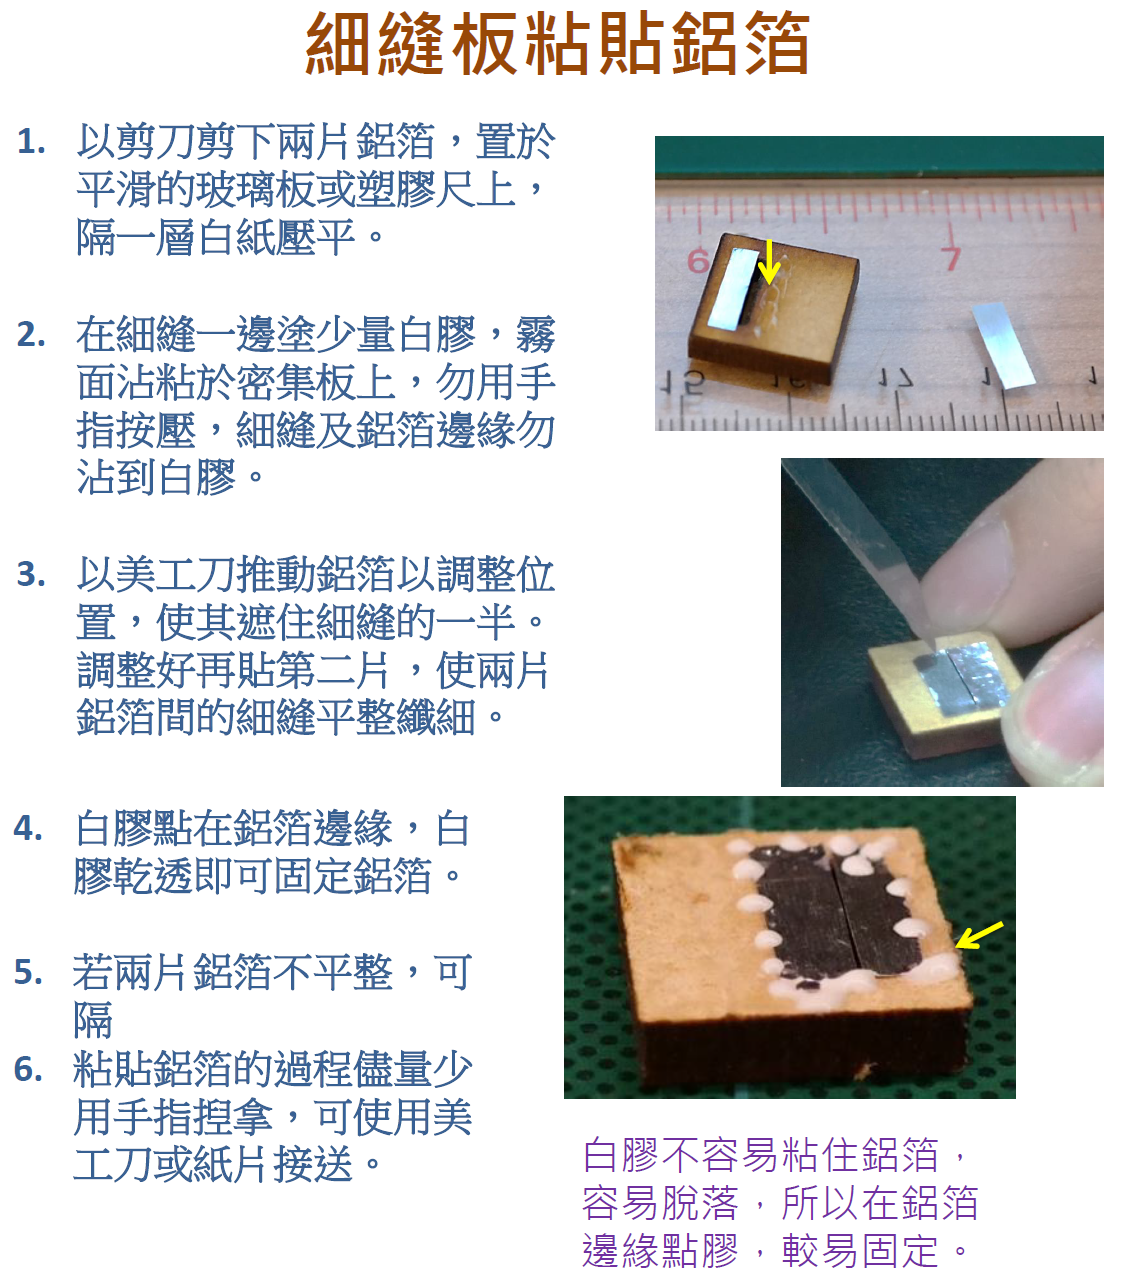 細縫板粘貼鋁箔
1. 以剪刀剪下兩片鋁箔，置於
平滑的玻璃板或塑膠尺上，
隔一層白紙壓平。
2. 在細縫一邊塗少量白膠，霧
面沾粘於密集板上，勿用手
指按壓，細縫及鋁箔邊緣勿
沾到白膠。
3. 以美工刀推動鋁箔以調整位
置，使其遮住細縫的一半。
調整好再貼第二片，使兩片
鋁箔間的細縫平整纖細。
4. 白膠點在鋁箔邊緣，白
膠乾透即可固定鋁箔。
5. 若兩片鋁箔不平整，可
隔
6. 粘貼鋁箔的過程儘量少
用手指揑拿，可使用美
工刀或紙片接送。
6 7
15 16 17 1 1
白膠不容易粘住鋁箔，
容易脫落，所以在鋁箔
邊緣點膠，較易固定。